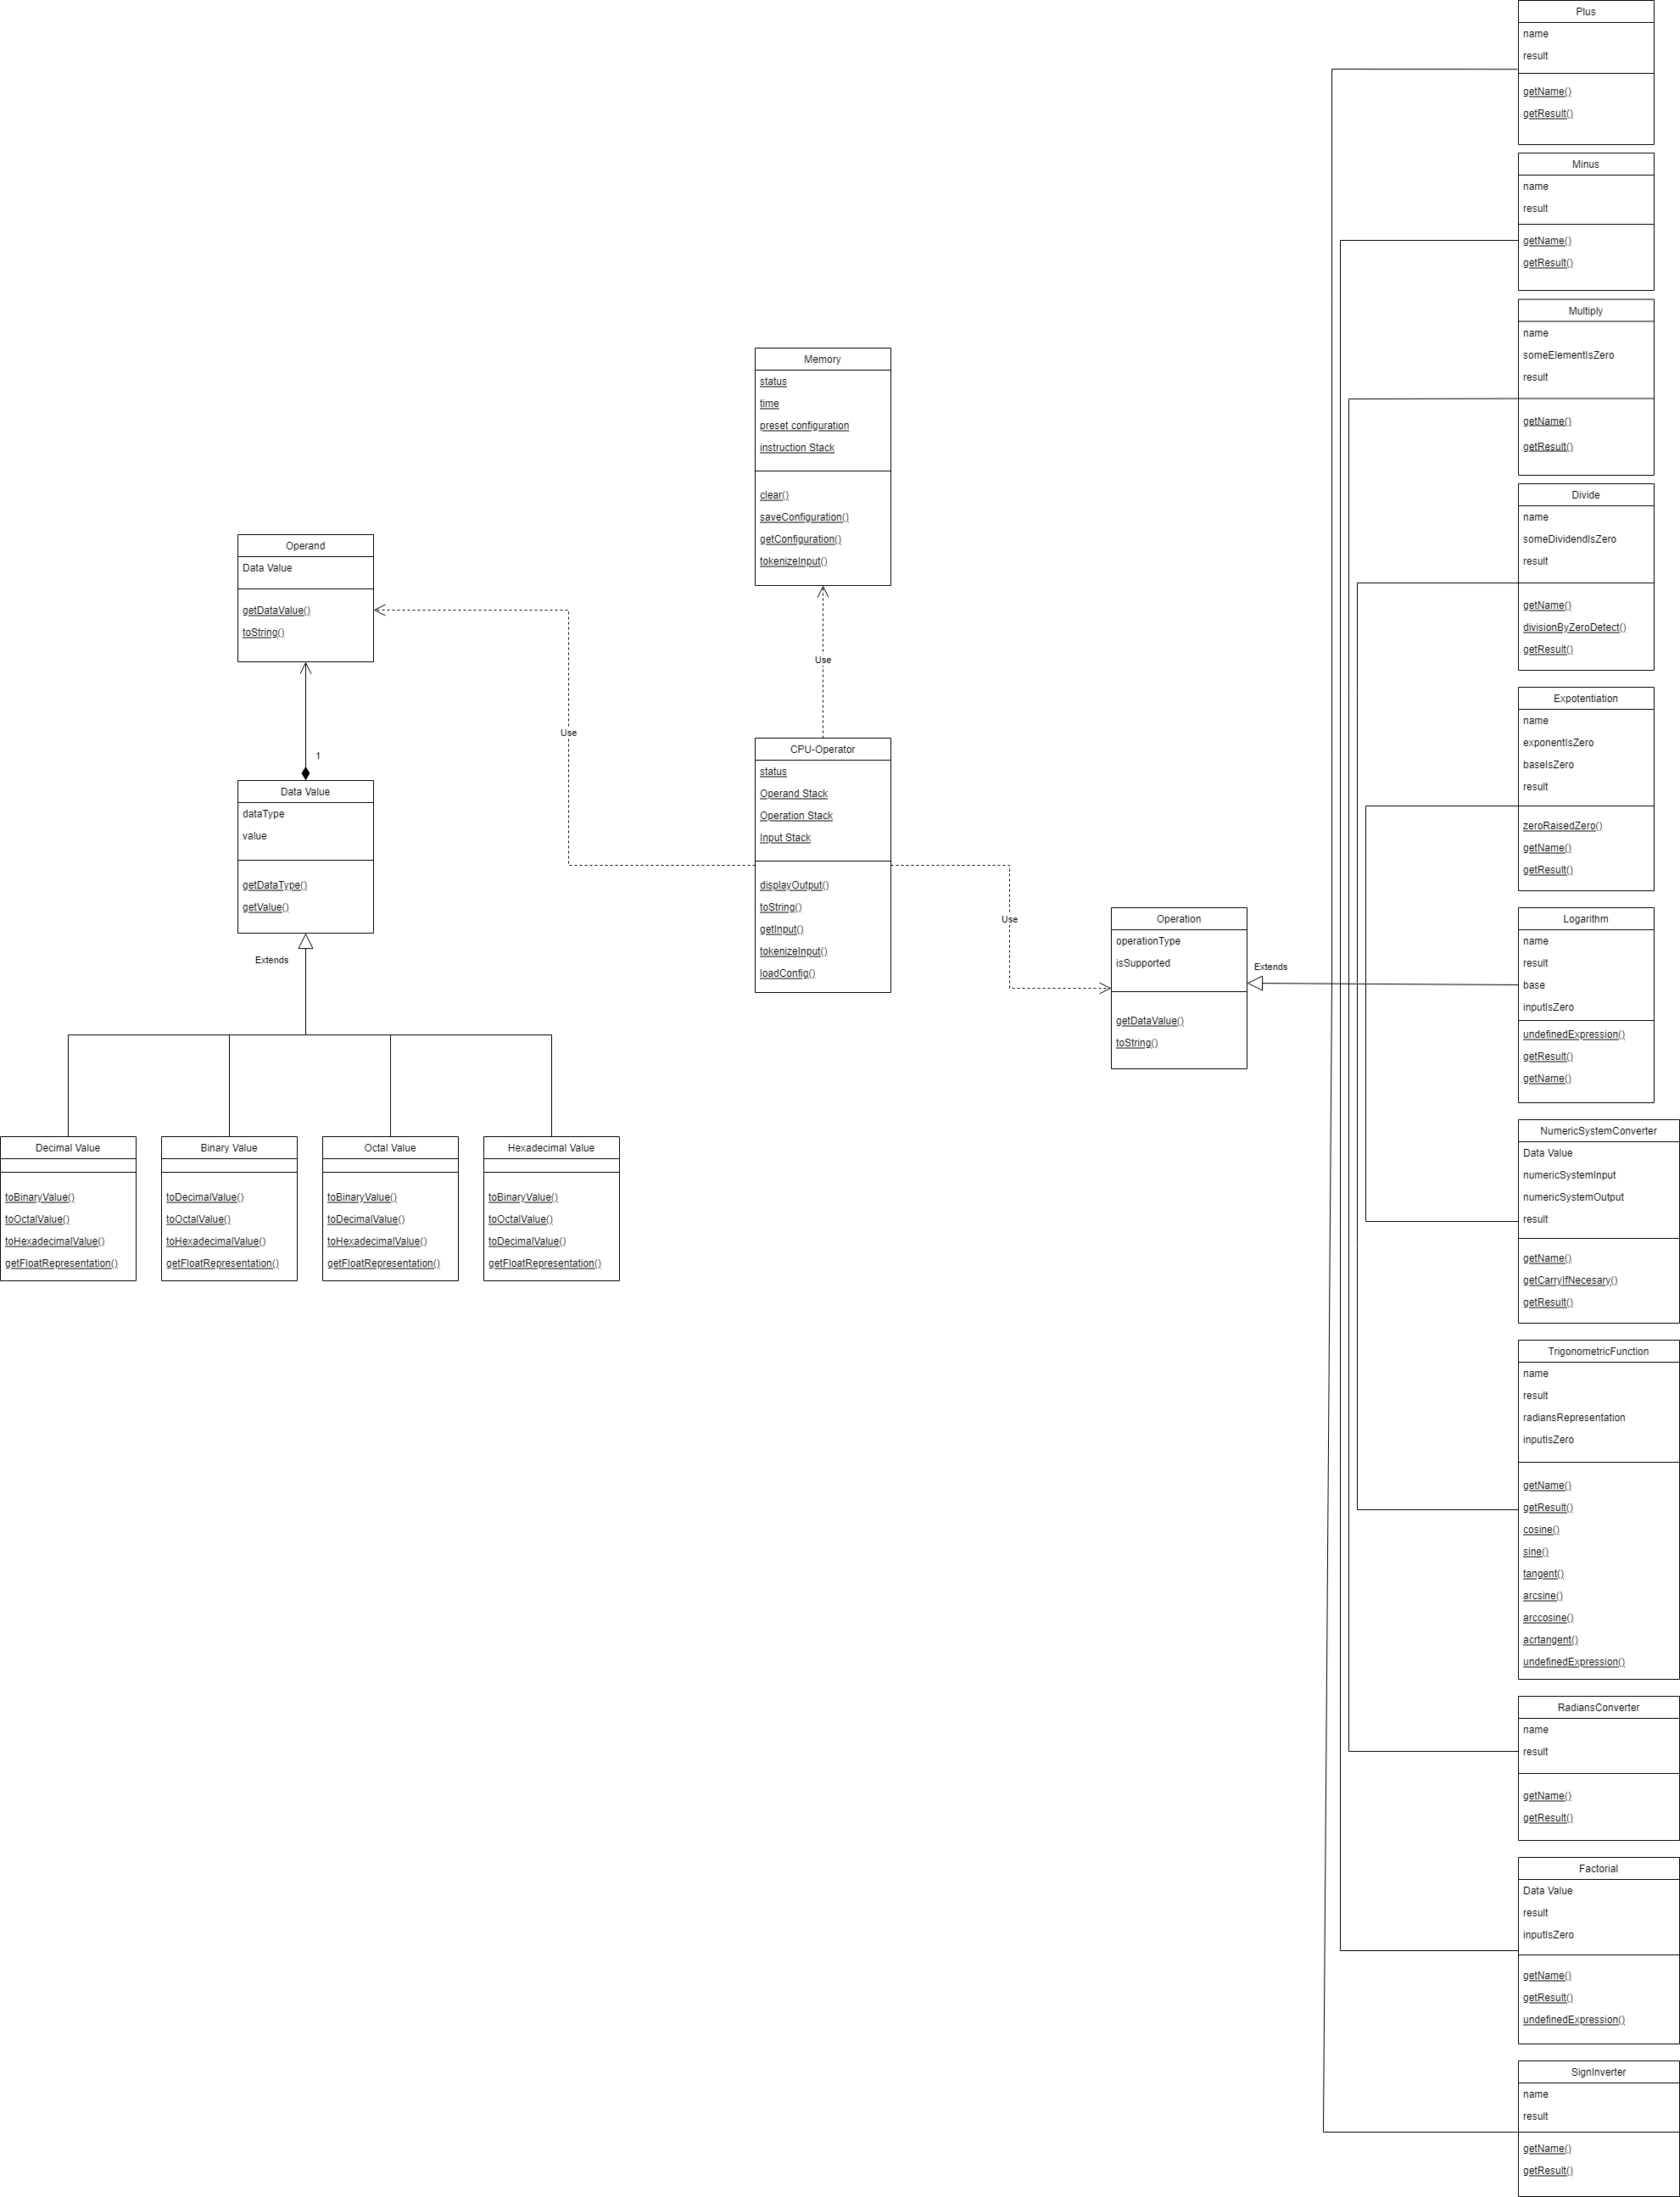 Plus
name
result
getName()
getResult()
Minus
name
result
getName()
getResult()
Multiply
name
someElementIsZero
result
getName()
getResult()
Memory
status
time
preset configuration
instruction Stack
clear()
saveConfiguration()
getConfiguration()
tokenizeInput()
Divide
name
someDividendIsZero
result
getName()
divisionByZeroDetect()
getResult()
Operand
Data Value
getDataValue()
toString()
Use
Use
1
Expotentiation
name
exponentIsZero
baseIsZero
result
zeroRaisedZero()
getName()
getResult()
CPU-Operator
status
Operand Stack
Operation Stack
Input Stack
displayOutput()
toString()
getInput()
tokenizeInput()
loadConfig()
Data Value
dataType
value
getDataType()
getValue()
Extends
Use
Operation
operationType
isSupported
getDataValue()
toString()
Extends
Logarithm
name
result
base
inputIsZero
undefinedExpression()
getResult()
getName()
Decimal Value
toBinaryValue()
toOctalValue()
toHexadecimalValue()
getFloatRepresentation()
Binary Value
toDecimalValue()
toOctalValue()
toHexadecimalValue()
getFloatRepresentation()
Octal Value
toBinaryValue()
toDecimalValue()
toHexadecimalValue()
getFloatRepresentation()
Hexadecimal Value
toBinaryValue()
toOctalValue()
toDecimalValue()
getFloatRepresentation()
NumericSystemConverter
Data Value
numericSystemInput
numericSystemOutput
result
getName()
getCarryIfNecesary()
getResult()
TrigonometricFunction
name
result
radiansRepresentation
inputIsZero
getName()
getResult()
cosine()
sine()
tangent()
arcsine()
arccosine()
acrtangent()
undefinedExpression()
RadiansConverter
name
result
getName()
getResult()
Factorial
Data Value
result
inputIsZero
getName()
getResult()
undefinedExpression()
SignInverter
name
result
getName()
getResult()